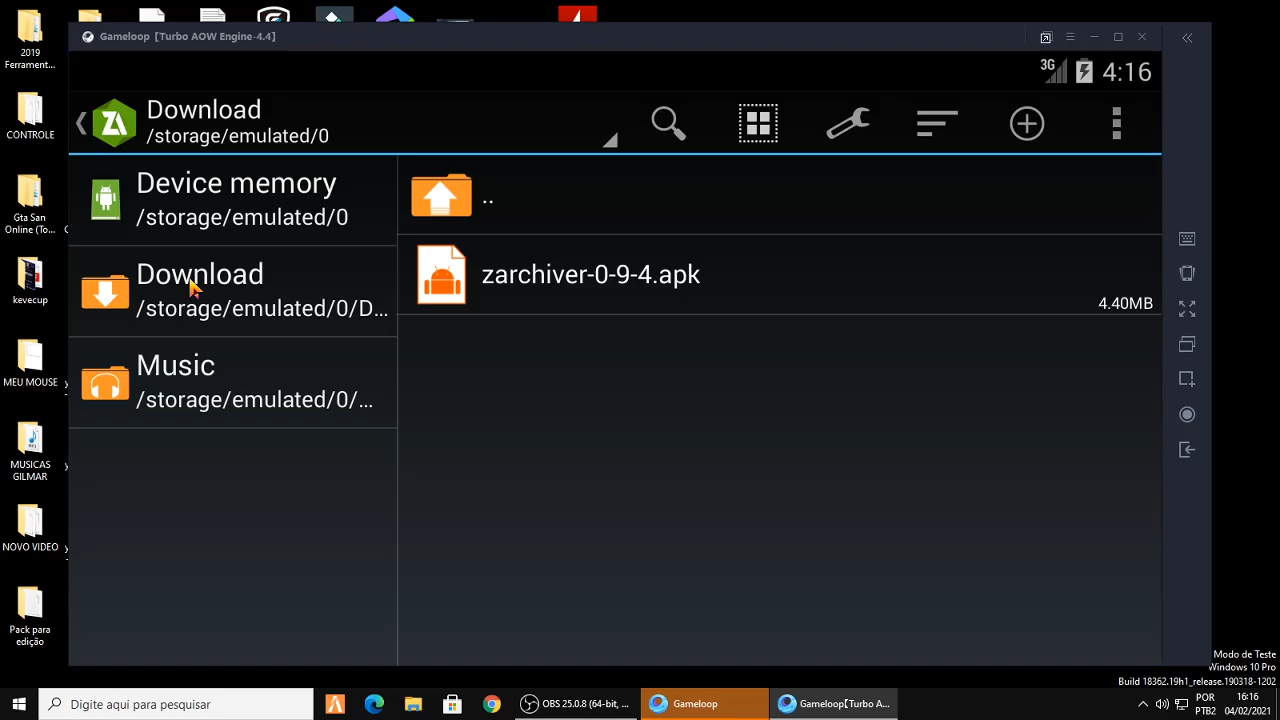 2019
Ferrament...
CONTROLE
Gta San
Online (To...
kevecup
MEU MOUSE
MUSICAS
GILMAR
NOVO VIDEO
Pack para
edição
Gameloop【Turbo AOW Engine-4.4】
3G
4:16
ZA
Download
/storage/emulated/0
Device memory
/storage/emulated/0
Download
/storage/emulated/0/D...
Music
/storage/emulated/0/...
..
zarchiver-0-9-4.apk
4.40MB
Modo de Teste
Windows 10 Pro
Build 18362.19h1_release.190318-1202
Digite aqui para pesquisar
OBS 25.0.8 (64-bit, ...
Gameloop
Gameloop【Turbo A...
POR
PTB2
16:16
04/02/2021